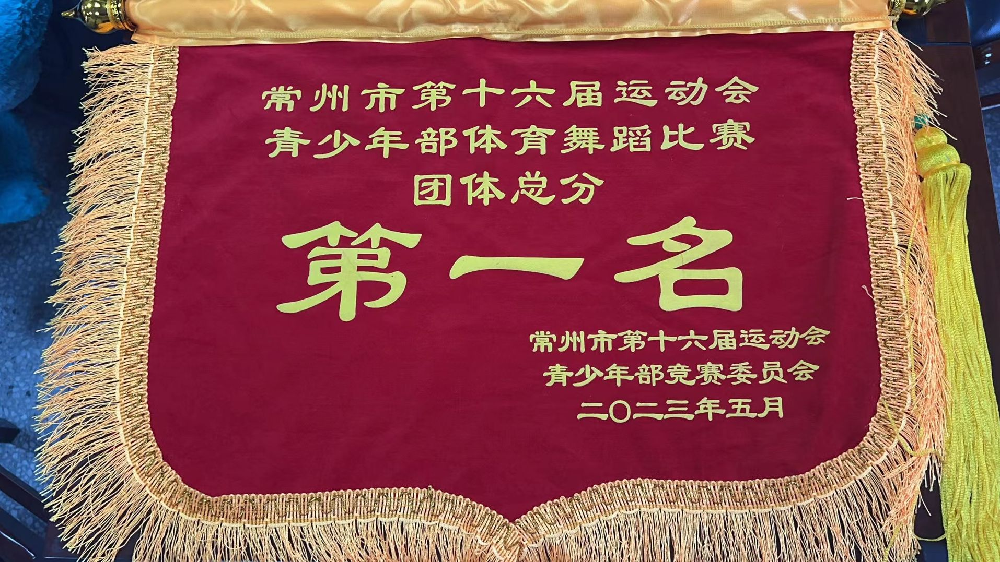 常州市第十六届运动会
青少年部体育舞蹈比赛
团体总分
第一名
常州市第十六届运动会
青少年部竞赛委员会
二〇二三年五月